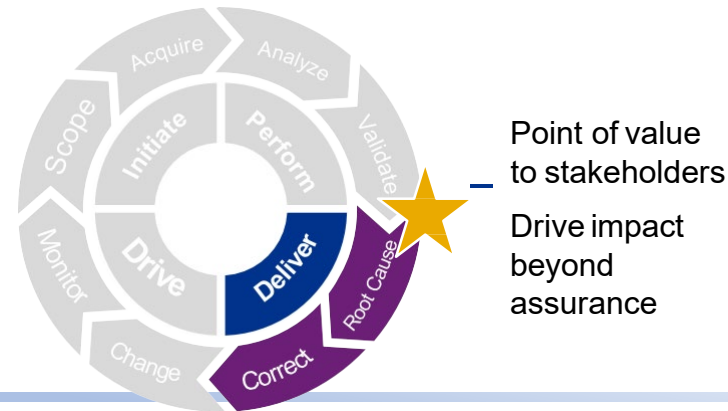 Acquire
Analyze
Scope
Initiate
Perform
Validate
Monitor
Drive
Deliver
Root Cause
Change
Correct
Point of value
to stakeholders
Drive impact
beyond
assurance